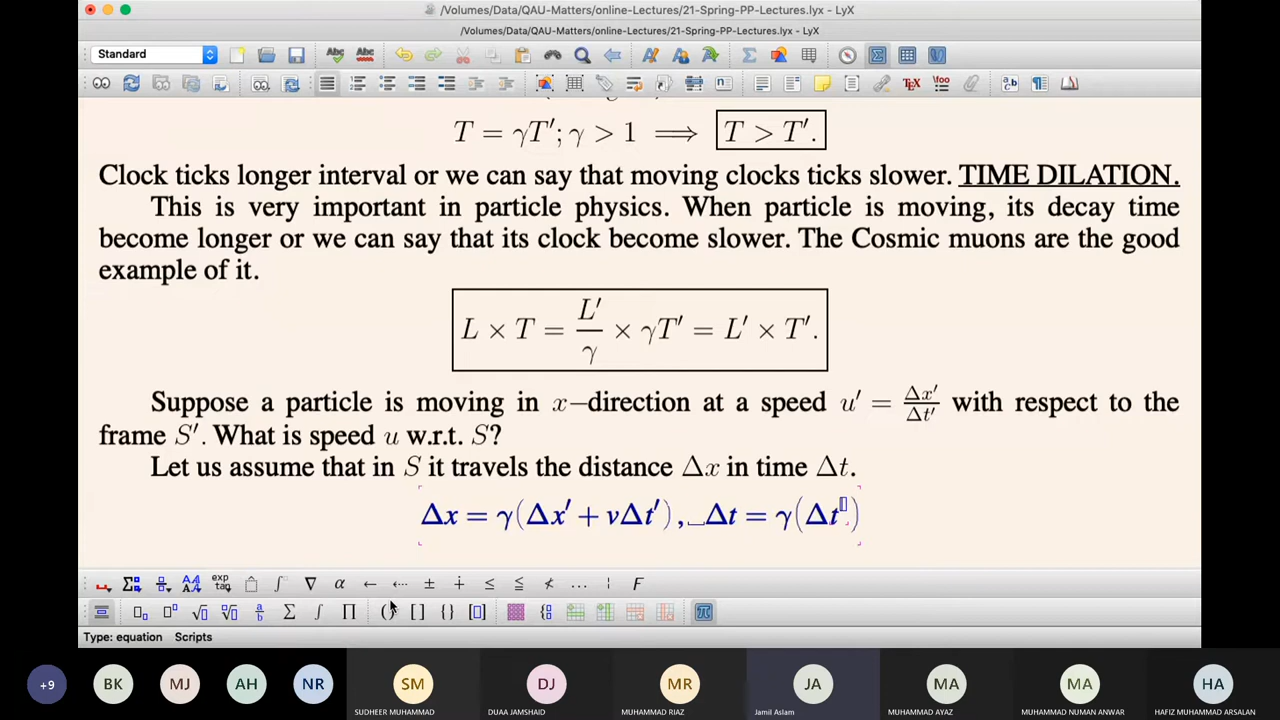 /Volumes/Data/QAU-Matters/online-Lectures/21-Spring-PP-Lectures.lyx - LyX
/Volumes/Data/QAU-Matters/online-Lectures/21-Spring-PP-Lectures.lyx - LyX
Standard
T = γT′; γ > 1 ⟹ T > T′.
Clock ticks longer interval or we can say that moving clocks ticks slower. TIME DILATION.
This is very important in particle physics. When particle is moving, its decay time
become longer or we can say that its clock become slower. The Cosmic muons are the good
example of it.
L × T = L′/γ × γT′ = L′ × T′.
Suppose a particle is moving in x−direction at a speed u′ = Δx′/Δt′ with respect to the
frame S′. What is speed u w.r.t. S?
Let us assume that in S it travels the distance Δx in time Δt.
Δx = γ(Δx′ + vΔt′), Δt = γ(Δt )
Type: equation Scripts
+9 BK MJ AH NR SM DJ MR JA MA MA HA
SUDHEER MUHAMMAD DUAA JAMSHAID MUHAMMAD RIAZ Jamil Aslam MUHAMMAD AYAZ MUHAMMAD NUMAN ANWAR HAFIZ MUHAMMAD ARSALAN